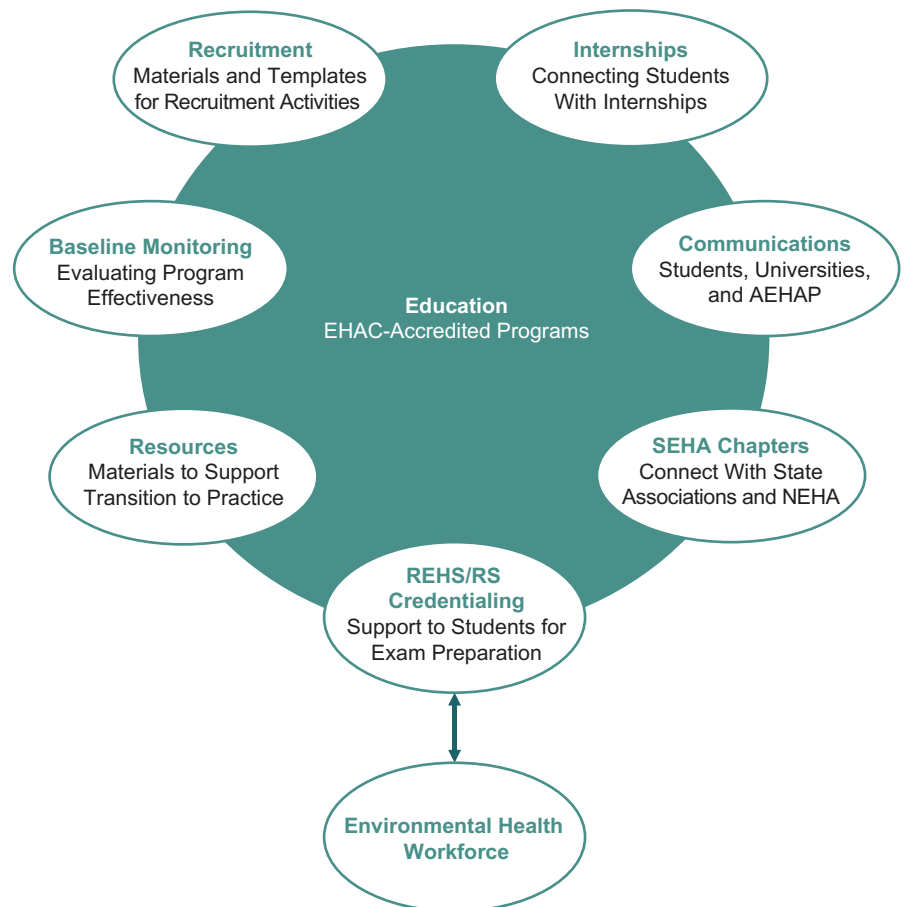 Recruitment
Materials and Templates
for Recruitment Activities
Internships
Connecting Students
With Internships
Baseline Monitoring
Evaluating Program
Effectiveness
Communications
Students, Universities,
and AEHAP
Education
EHAC-Accredited Programs
Resources
Materials to Support
Transition to Practice
SEHA Chapters
Connect With State
Associations and NEHA
REHS/RS
Credentialing
Support to Students for
Exam Preparation
Environmental Health
Workforce